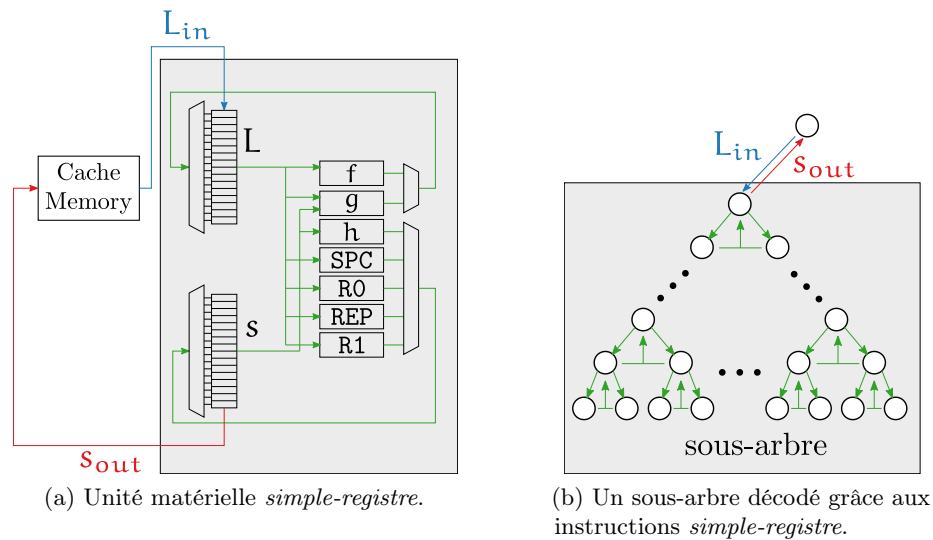 L_in
Cache
Memory
L
f
g
h
SPC
R0
REP
R1
s
s_out
(a) Unité matérielle simple-registre.
L_in
s_out
sous-arbre
(b) Un sous-arbre décodé grâce aux
instructions simple-registre.